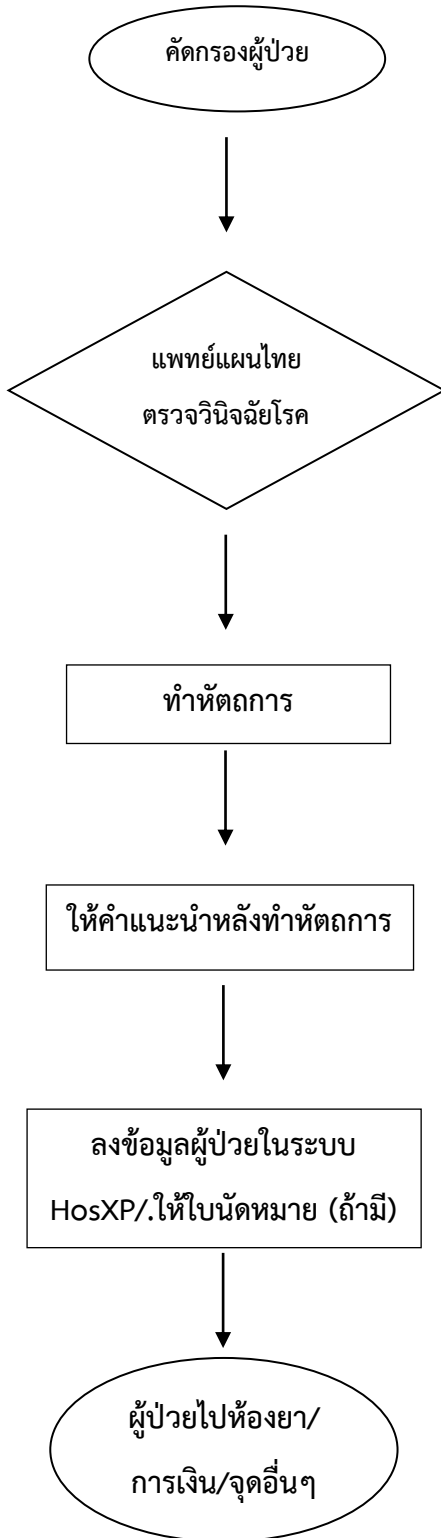 คัดกรองผู้ป่วย
แพทย์แผนไทย
ตรวจวินิจฉัยโรค
ทำหัตถการ
ให้คำแนะนำหลังทำหัตถการ
ลงข้อมูลผู้ป่วยในระบบ
HosXP/.ให้ใบนัดหมาย (ถ้ามี)
ผู้ป่วยไปห้องยา/
การเงิน/จุดอื่นๆ